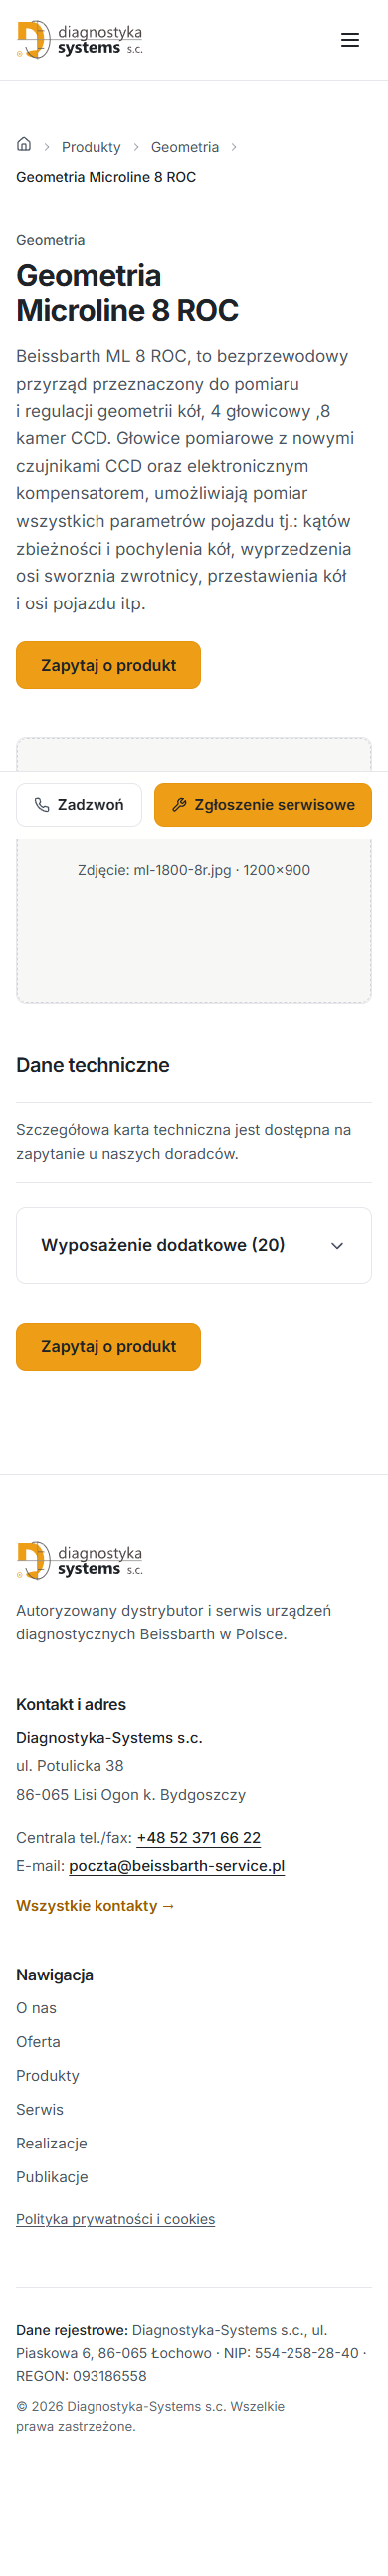 diagnostyka
systems s.c.
Produkty > Geometria >
Geometria Microline 8 ROC
Geometria
Geometria
Microline 8 ROC
Beissbarth ML 8 ROC, to bezprzewodowy
przyrząd przeznaczony do pomiaru
i regulacji geometrii kół, 4 głowicowy ,8
kamer CCD. Głowice pomiarowe z nowymi
czujnikami CCD oraz elektronicznym
kompensatorem, umożliwiają pomiar
wszystkich parametrów pojazdu tj.: kątów
zbieżności i pochylenia kół, wyprzedzenia
osi sworznia zwrotnicy, przestawienia kół
i osi pojazdu itp.
Zapytaj o produkt
Zadzwoń
Zgłoszenie serwisowe
Zdjęcie: ml-1800-8r.jpg · 1200×900
Dane techniczne
Szczegółowa karta techniczna jest dostępna na
zapytanie u naszych doradców.
Wyposażenie dodatkowe (20)
Zapytaj o produkt
diagnostyka
systems s.c.
Autoryzowany dystrybutor i serwis urządzeń
diagnostycznych Beissbarth w Polsce.
Kontakt i adres
Diagnostyka-Systems s.c.
ul. Potulicka 38
86-065 Lisi Ogon k. Bydgoszczy
Centrala tel./fax: +48 52 371 66 22
E-mail: poczta@beissbarth-service.pl
Wszystkie kontakty →
Nawigacja
O nas
Oferta
Produkty
Serwis
Realizacje
Publikacje
Polityka prywatności i cookies
Dane rejestrowe: Diagnostyka-Systems s.c., ul.
Piaskowa 6, 86-065 Łochowo · NIP: 554-258-28-40 ·
REGON: 093186558
© 2026 Diagnostyka-Systems s.c. Wszelkie
prawa zastrzeżone.